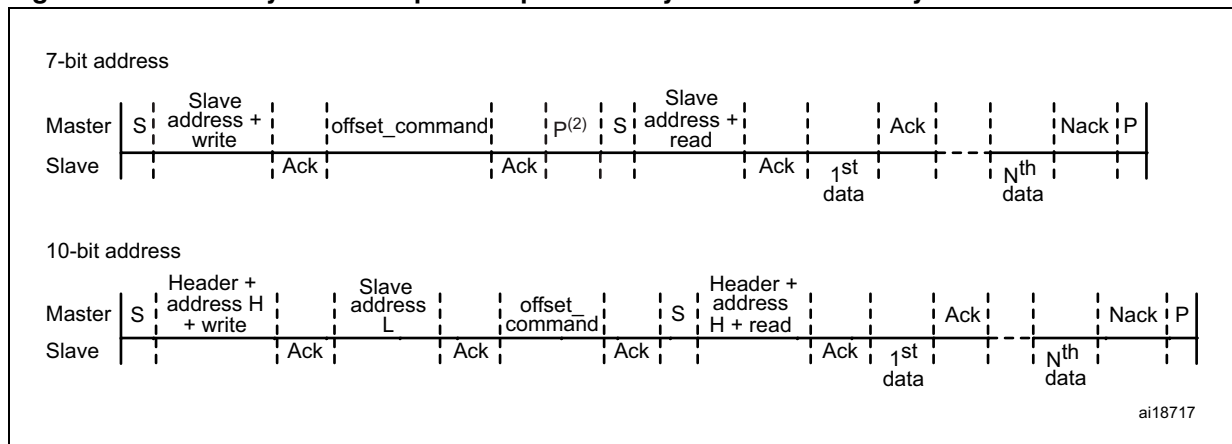 7-bit address
Slave
address +
write
Slave
address +
read
Master S offset_command P(2) S Ack Nack P
Slave Ack Ack Ack 1st
data
Nth
data
10-bit address
Header +
address H
+ write
Slave
address
L
offset_
command
Header +
address
H + read
Master S S Ack Nack P
Slave Ack Ack Ack Ack 1st
data
Nth
data
ai18717